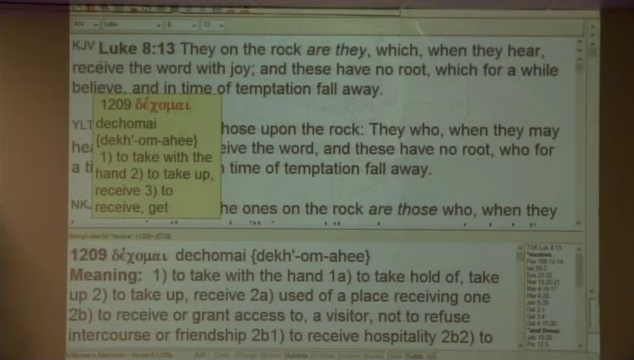 KJV Luke 8:13 They on the rock are they, which, when they hear,
receive the word with joy; and these have no root, which for a while
believe, and in time of temptation fall away.
1209 δέχομαι
dechomai
{dekh'-om-ahee}
1) to take with the
hand 2) to take up,
receive 3) to
receive, get
YLT hose upon the rock: They who, when they may
hea eive the word, and these have no root, who for
a ti time of temptation fall away.
NK he ones on the rock are those who, when they
1209 δέχομαι dechomai {dekh'-om-ahee}
Meaning: 1) to take with the hand 1a) to take hold of, take
up 2) to take up, receive 2a) used of a place receiving one
2b) to receive or grant access to, a visitor, not to refuse
intercourse or friendship 2b1) to receive hospitality 2b2) to
TSK Luk 8:13